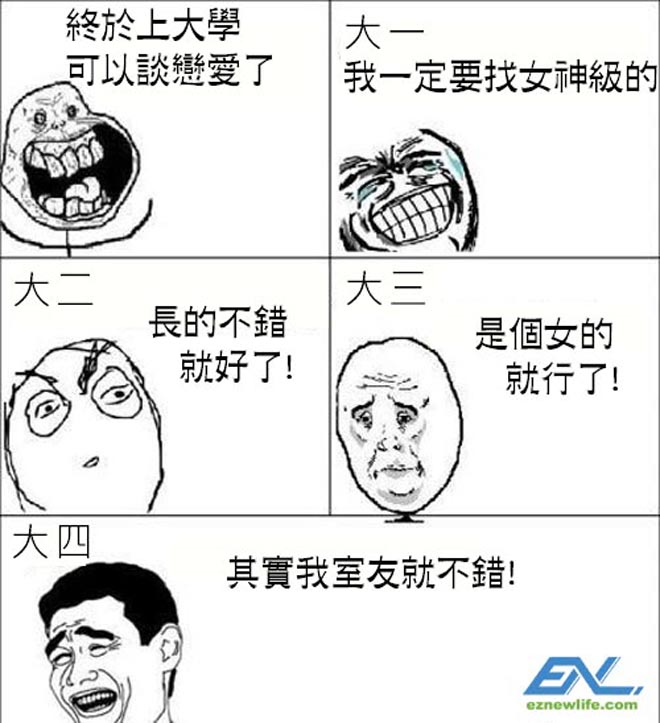 終於上大學
可以談戀愛了
大一
我一定要找女神級的
大二
長的不錯
就好了!
大三
是個女的
就行了!
大四
其實我室友就不錯!
ENL
eznewlife.com